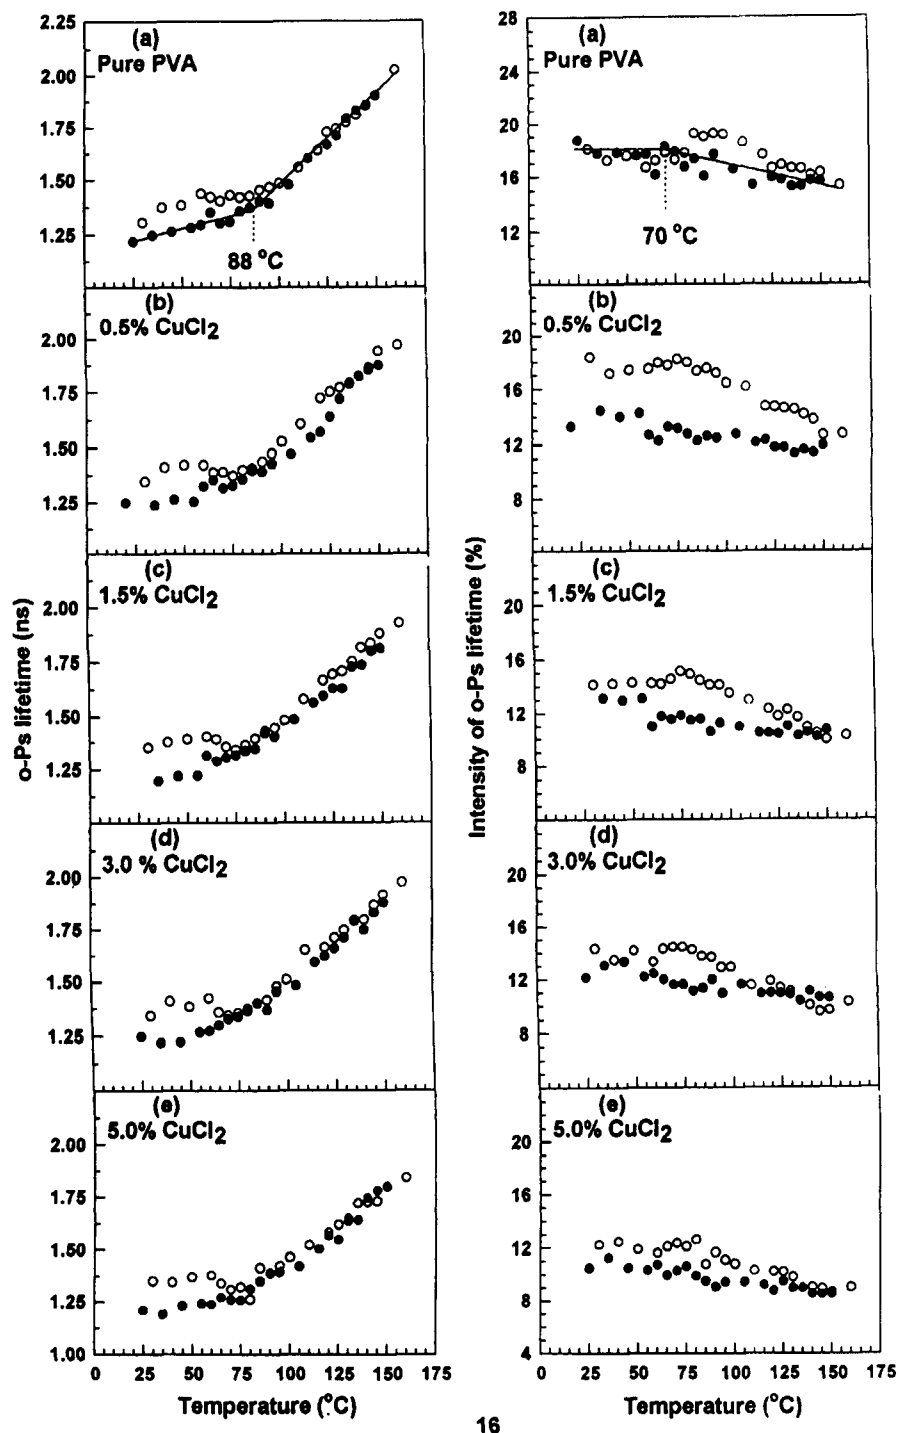 (a)
Pure PVA
2.25
2.00
1.75
1.50
1.25
88 °C
(b)
0.5% CuCl2
2.00
1.75
1.50
1.25
(c)
1.5% CuCl2
2.00
1.75
1.50
1.25
(d)
3.0 % CuCl2
2.00
1.75
1.50
1.25
(e)
5.0% CuCl2
2.00
1.75
1.50
1.25
1.00
0 25 50 75 100 125 150 175
Temperature (°C)
o-Ps lifetime (ns)
(a)
Pure PVA
28
24
20
16
12
70 °C
(b)
0.5% CuCl2
20
16
12
8
(c)
1.5% CuCl2
20
16
12
8
(d)
3.0% CuCl2
20
16
12
8
(e)
5.0% CuCl2
20
16
12
8
4
0 25 50 75 100 125 150 175
Temperature (°C)
Intensity of o-Ps lifetime (%)
16